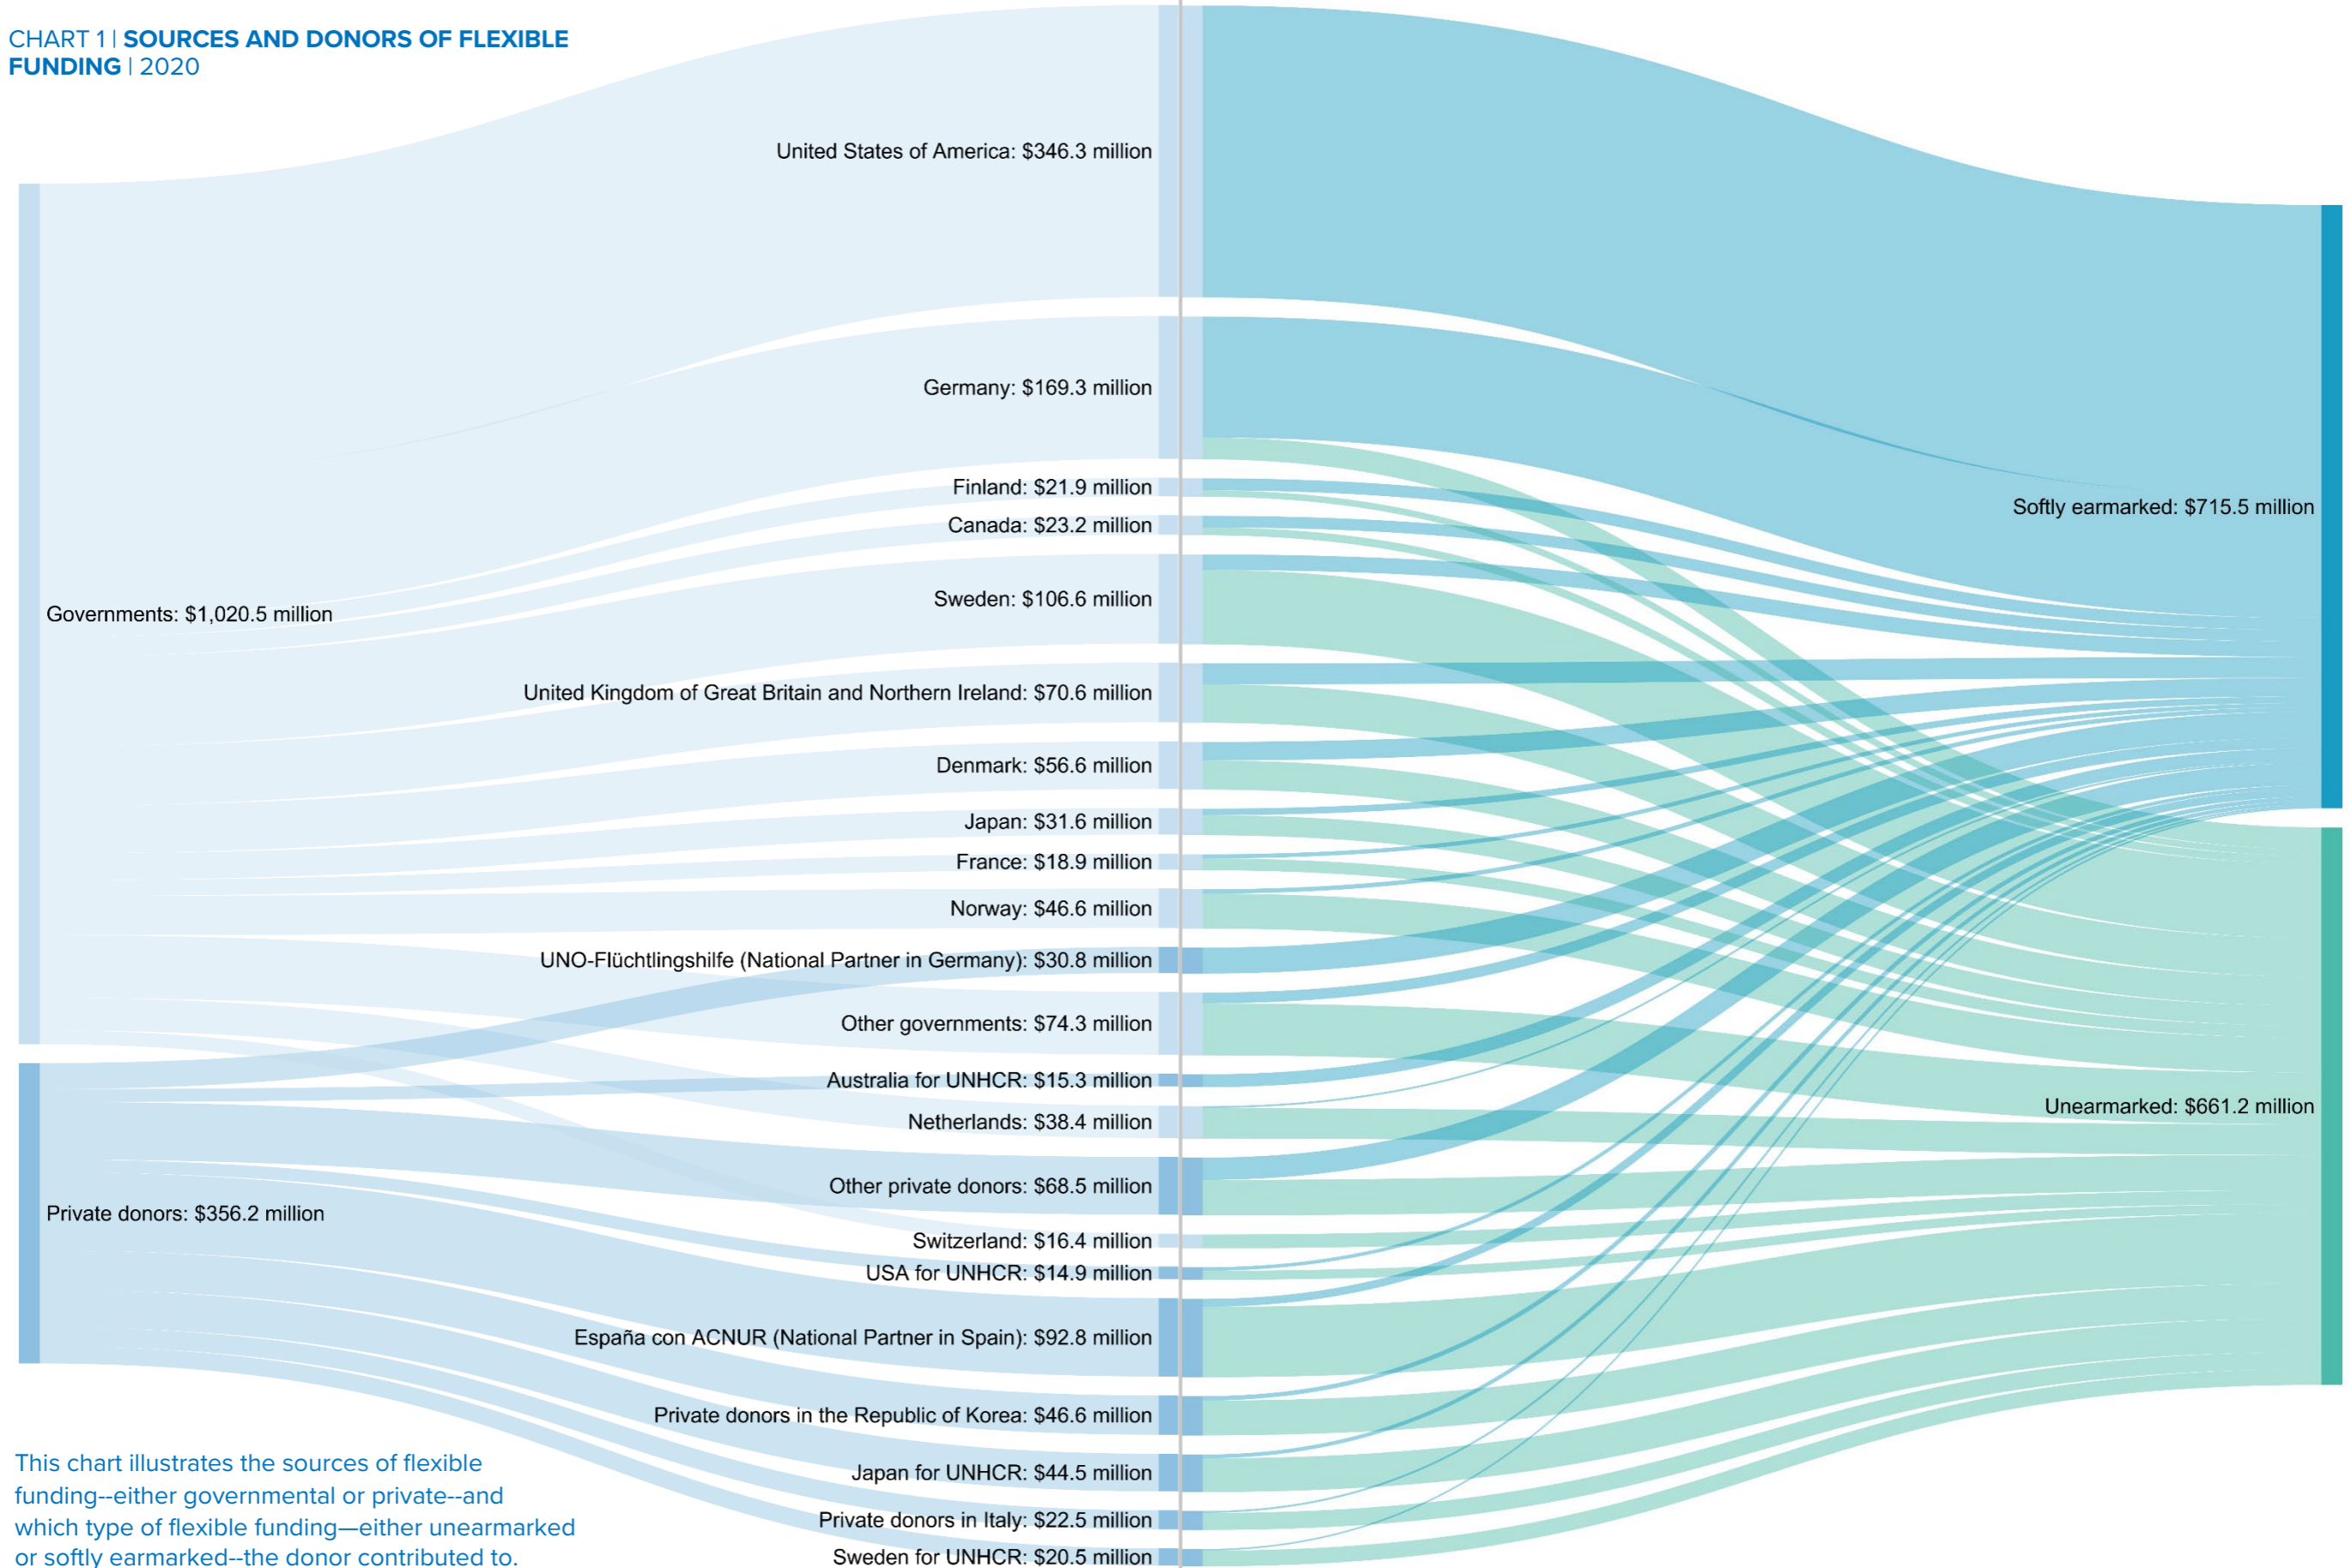 CHART 1 | SOURCES AND DONORS OF FLEXIBLE
FUNDING | 2020
United States of America: $346.3 million
Germany: $169.3 million
Finland: $21.9 million
Softly earmarked: $715.5 million
Canada: $23.2 million
Sweden: $106.6 million
Governments: $1,020.5 million
United Kingdom of Great Britain and Northern Ireland: $70.6 million
Denmark: $56.6 million
Japan: $31.6 million
France: $18.9 million
Norway: $46.6 million
UNO-Flüchtlingshilfe (National Partner in Germany): $30.8 million
Other governments: $74.3 million
Australia for UNHCR: $15.3 million
Unearmarked: $661.2 million
Netherlands: $38.4 million
Other private donors: $68.5 million
Private donors: $356.2 million
Switzerland: $16.4 million
USA for UNHCR: $14.9 million
España con ACNUR (National Partner in Spain): $92.8 million
Private donors in the Republic of Korea: $46.6 million
Japan for UNHCR: $44.5 million
Private donors in Italy: $22.5 million
Sweden for UNHCR: $20.5 million
This chart illustrates the sources of flexible
funding--either governmental or private--and
which type of flexible funding—either unearmarked
or softly earmarked--the donor contributed to.